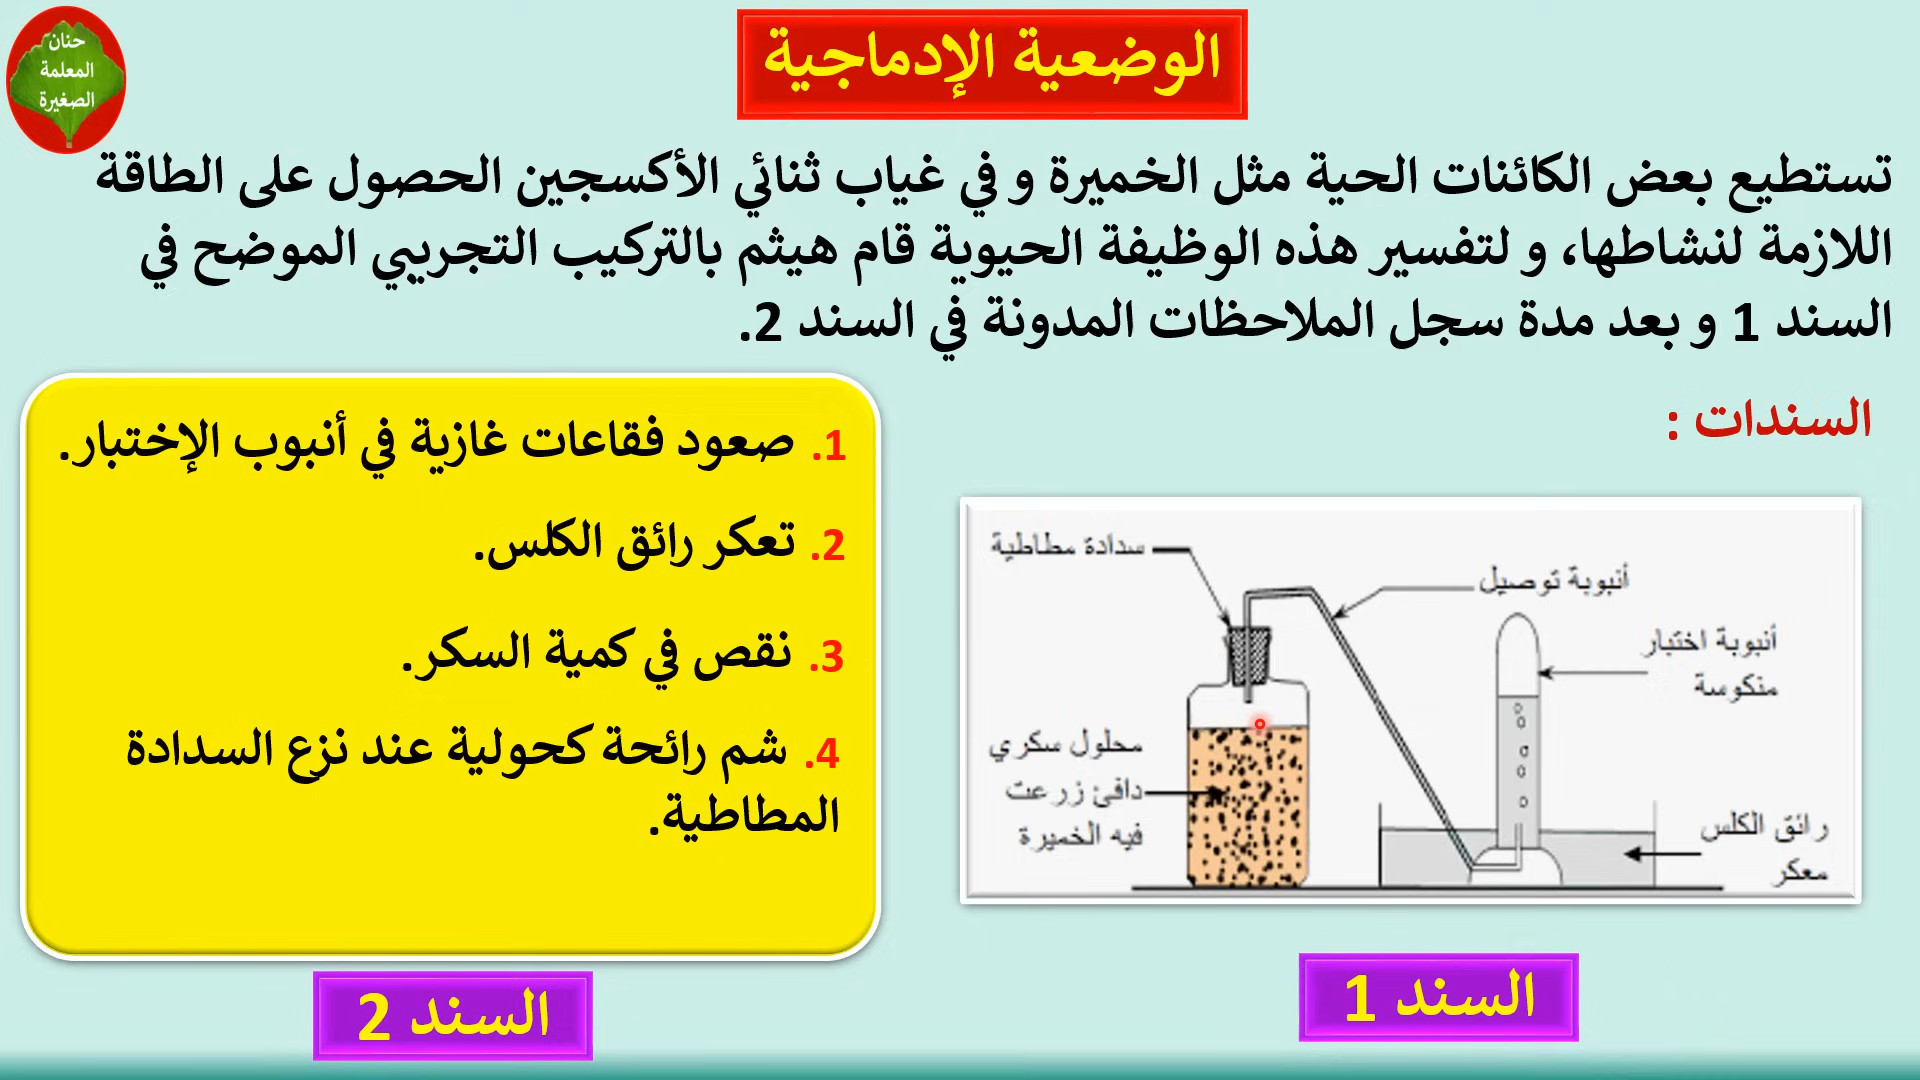 حنان
المعلمة
الصغيرة
الوضعية الإدماجية
تستطيع بعض الكائنات الحية مثل الخميرة و في غياب ثنائي الأكسجين الحصول على الطاقة
اللازمة لنشاطها، و لتفسير هذه الوظيفة الحيوية قام هيثم بالتركيب التجريبي الموضح في
السند 1 و بعد مدة سجل الملاحظات المدونة في السند 2.
السندات :
سدادة مطاطية
أنبوبة توصيل
أنبوبة اختبار
منكوسة
محلول سكري
دافئ زرعت
فيه الخميرة
رائق الكلس
معكر
السند 1
1. صعود فقاعات غازية في أنبوب الإختبار.
2. تعكر رائق الكلس.
3. نقص في كمية السكر.
4. شم رائحة كحولية عند نزع السدادة
المطاطية.
السند 2